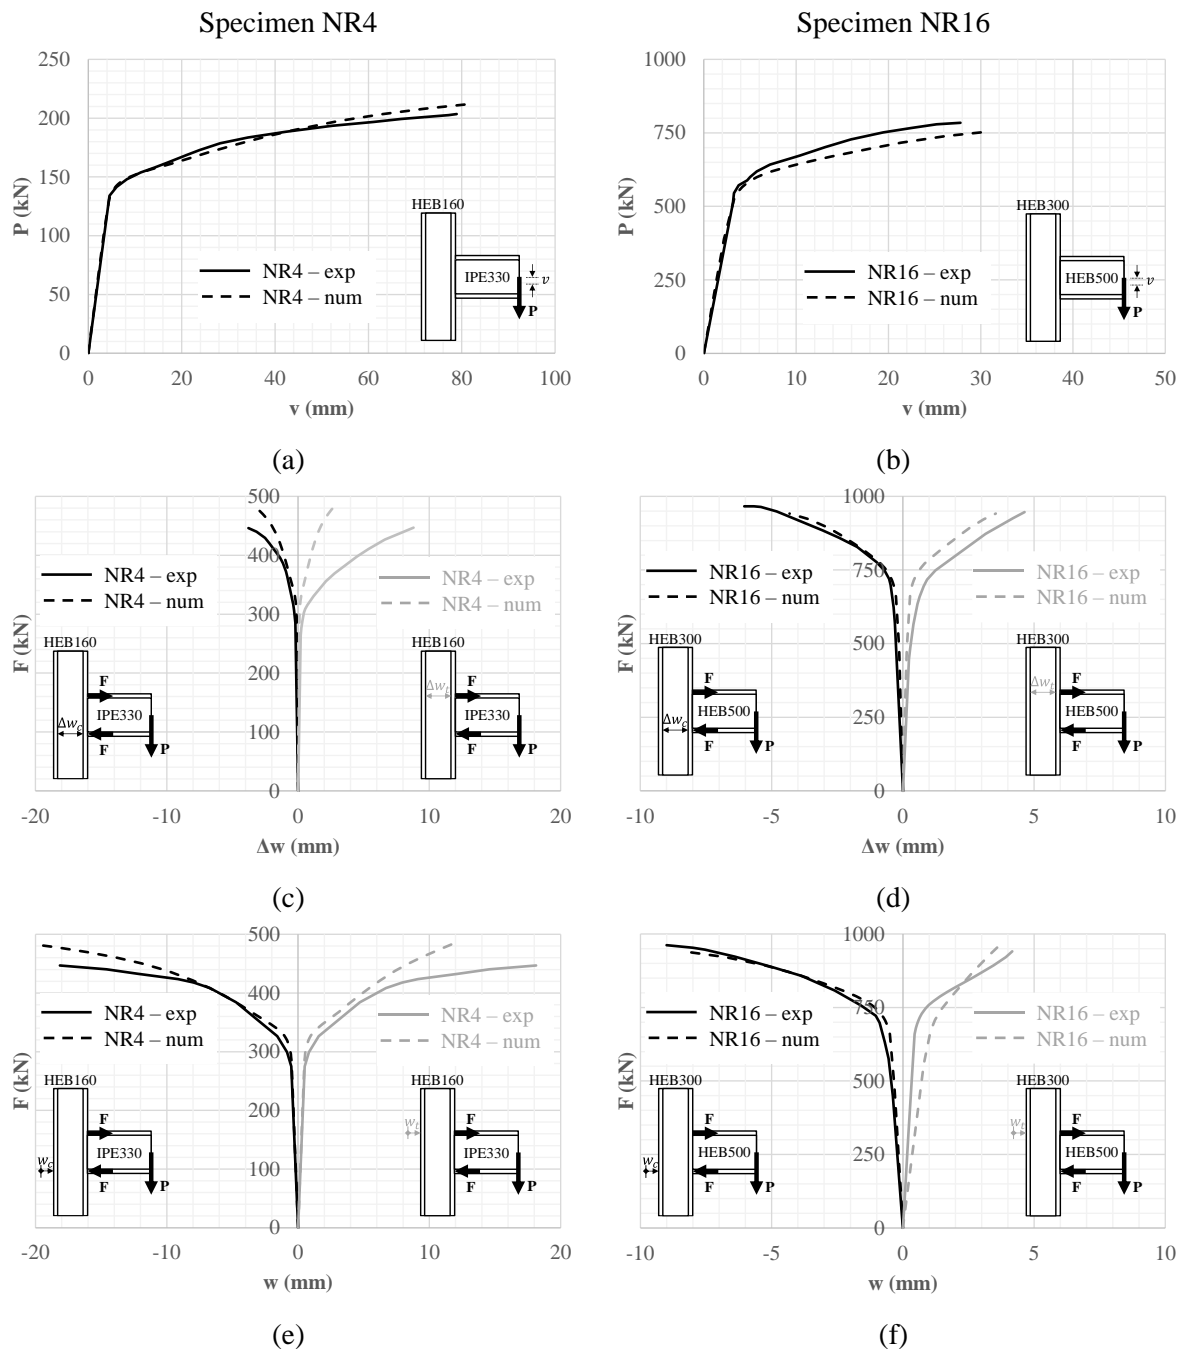 Specimen NR4
Specimen NR16
250
200
150
100
50
0
P (kN)
HEB160
IPE330
v
P
NR4 – exp
NR4 – num
0 20 40 60 80 100
v (mm)
(a)
1000
750
500
250
0
P (kN)
HEB300
HEB500
v
P
NR16 – exp
NR16 – num
0 10 20 30 40 50
v (mm)
(b)
500
400
300
200
100
0
F (kN)
NR4 – exp
NR4 – num
NR4 – exp
NR4 – num
HEB160
F
IPE330
Δw_c
F
P
HEB160
Δw_t
F
IPE330
F
P
-20 -10 0 10 20
Δw (mm)
(c)
1000
750
500
250
0
F (kN)
NR16 – exp
NR16 – num
NR16 – exp
NR16 – num
HEB300
F
HEB500
Δw_c
F
P
HEB300
Δw_t
F
HEB500
F
P
-10 -5 0 5 10
Δw (mm)
(d)
500
400
300
200
100
0
F (kN)
NR4 – exp
NR4 – num
NR4 – exp
NR4 – num
HEB160
F
IPE330
w_c
F
P
HEB160
w_t
F
IPE330
F
P
-20 -10 0 10 20
w (mm)
(e)
1000
750
500
250
0
F (kN)
NR16 – exp
NR16 – num
NR16 – exp
NR16 – num
HEB300
F
HEB500
w_c
F
P
HEB300
w_t
F
HEB500
F
P
-10 -5 0 5 10
w (mm)
(f)